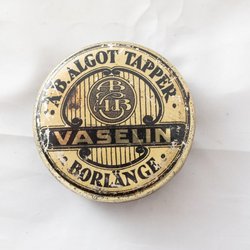 A.B. ALGOT TAPPER
VASELIN
BORLÄNGE